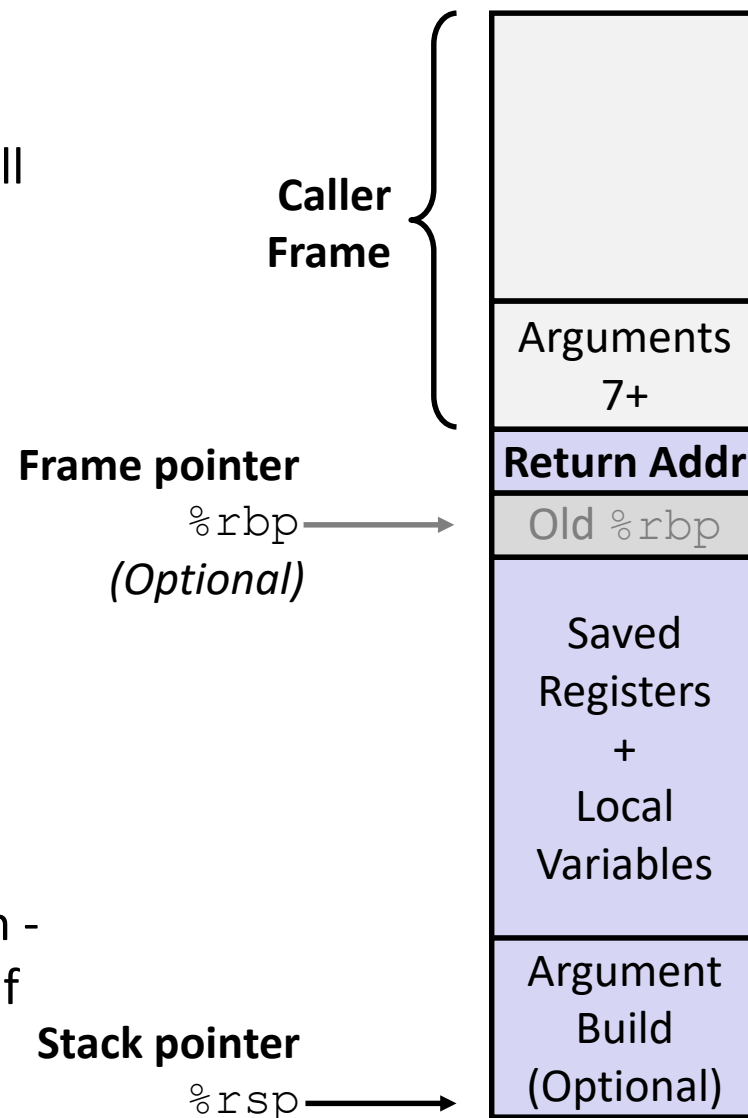 ll
Caller
Frame
Arguments
7+
Frame pointer
%rbp
(Optional)
Return Addr
Old %rbp
Saved
Registers
+
Local
Variables
n -
f
Stack pointer
%rsp
Argument
Build
(Optional)